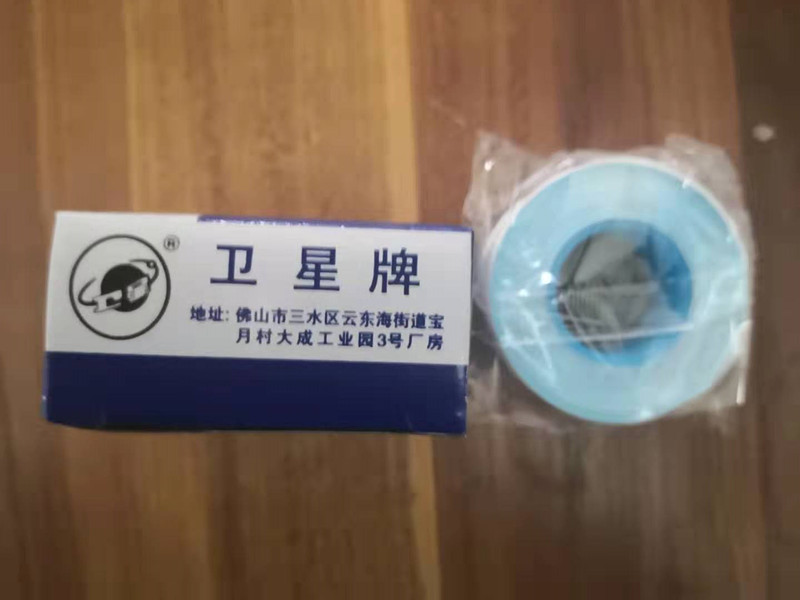 ®
卫星牌
地址: 佛山市三水区云东海街道宝
月村大成工业园3号厂房